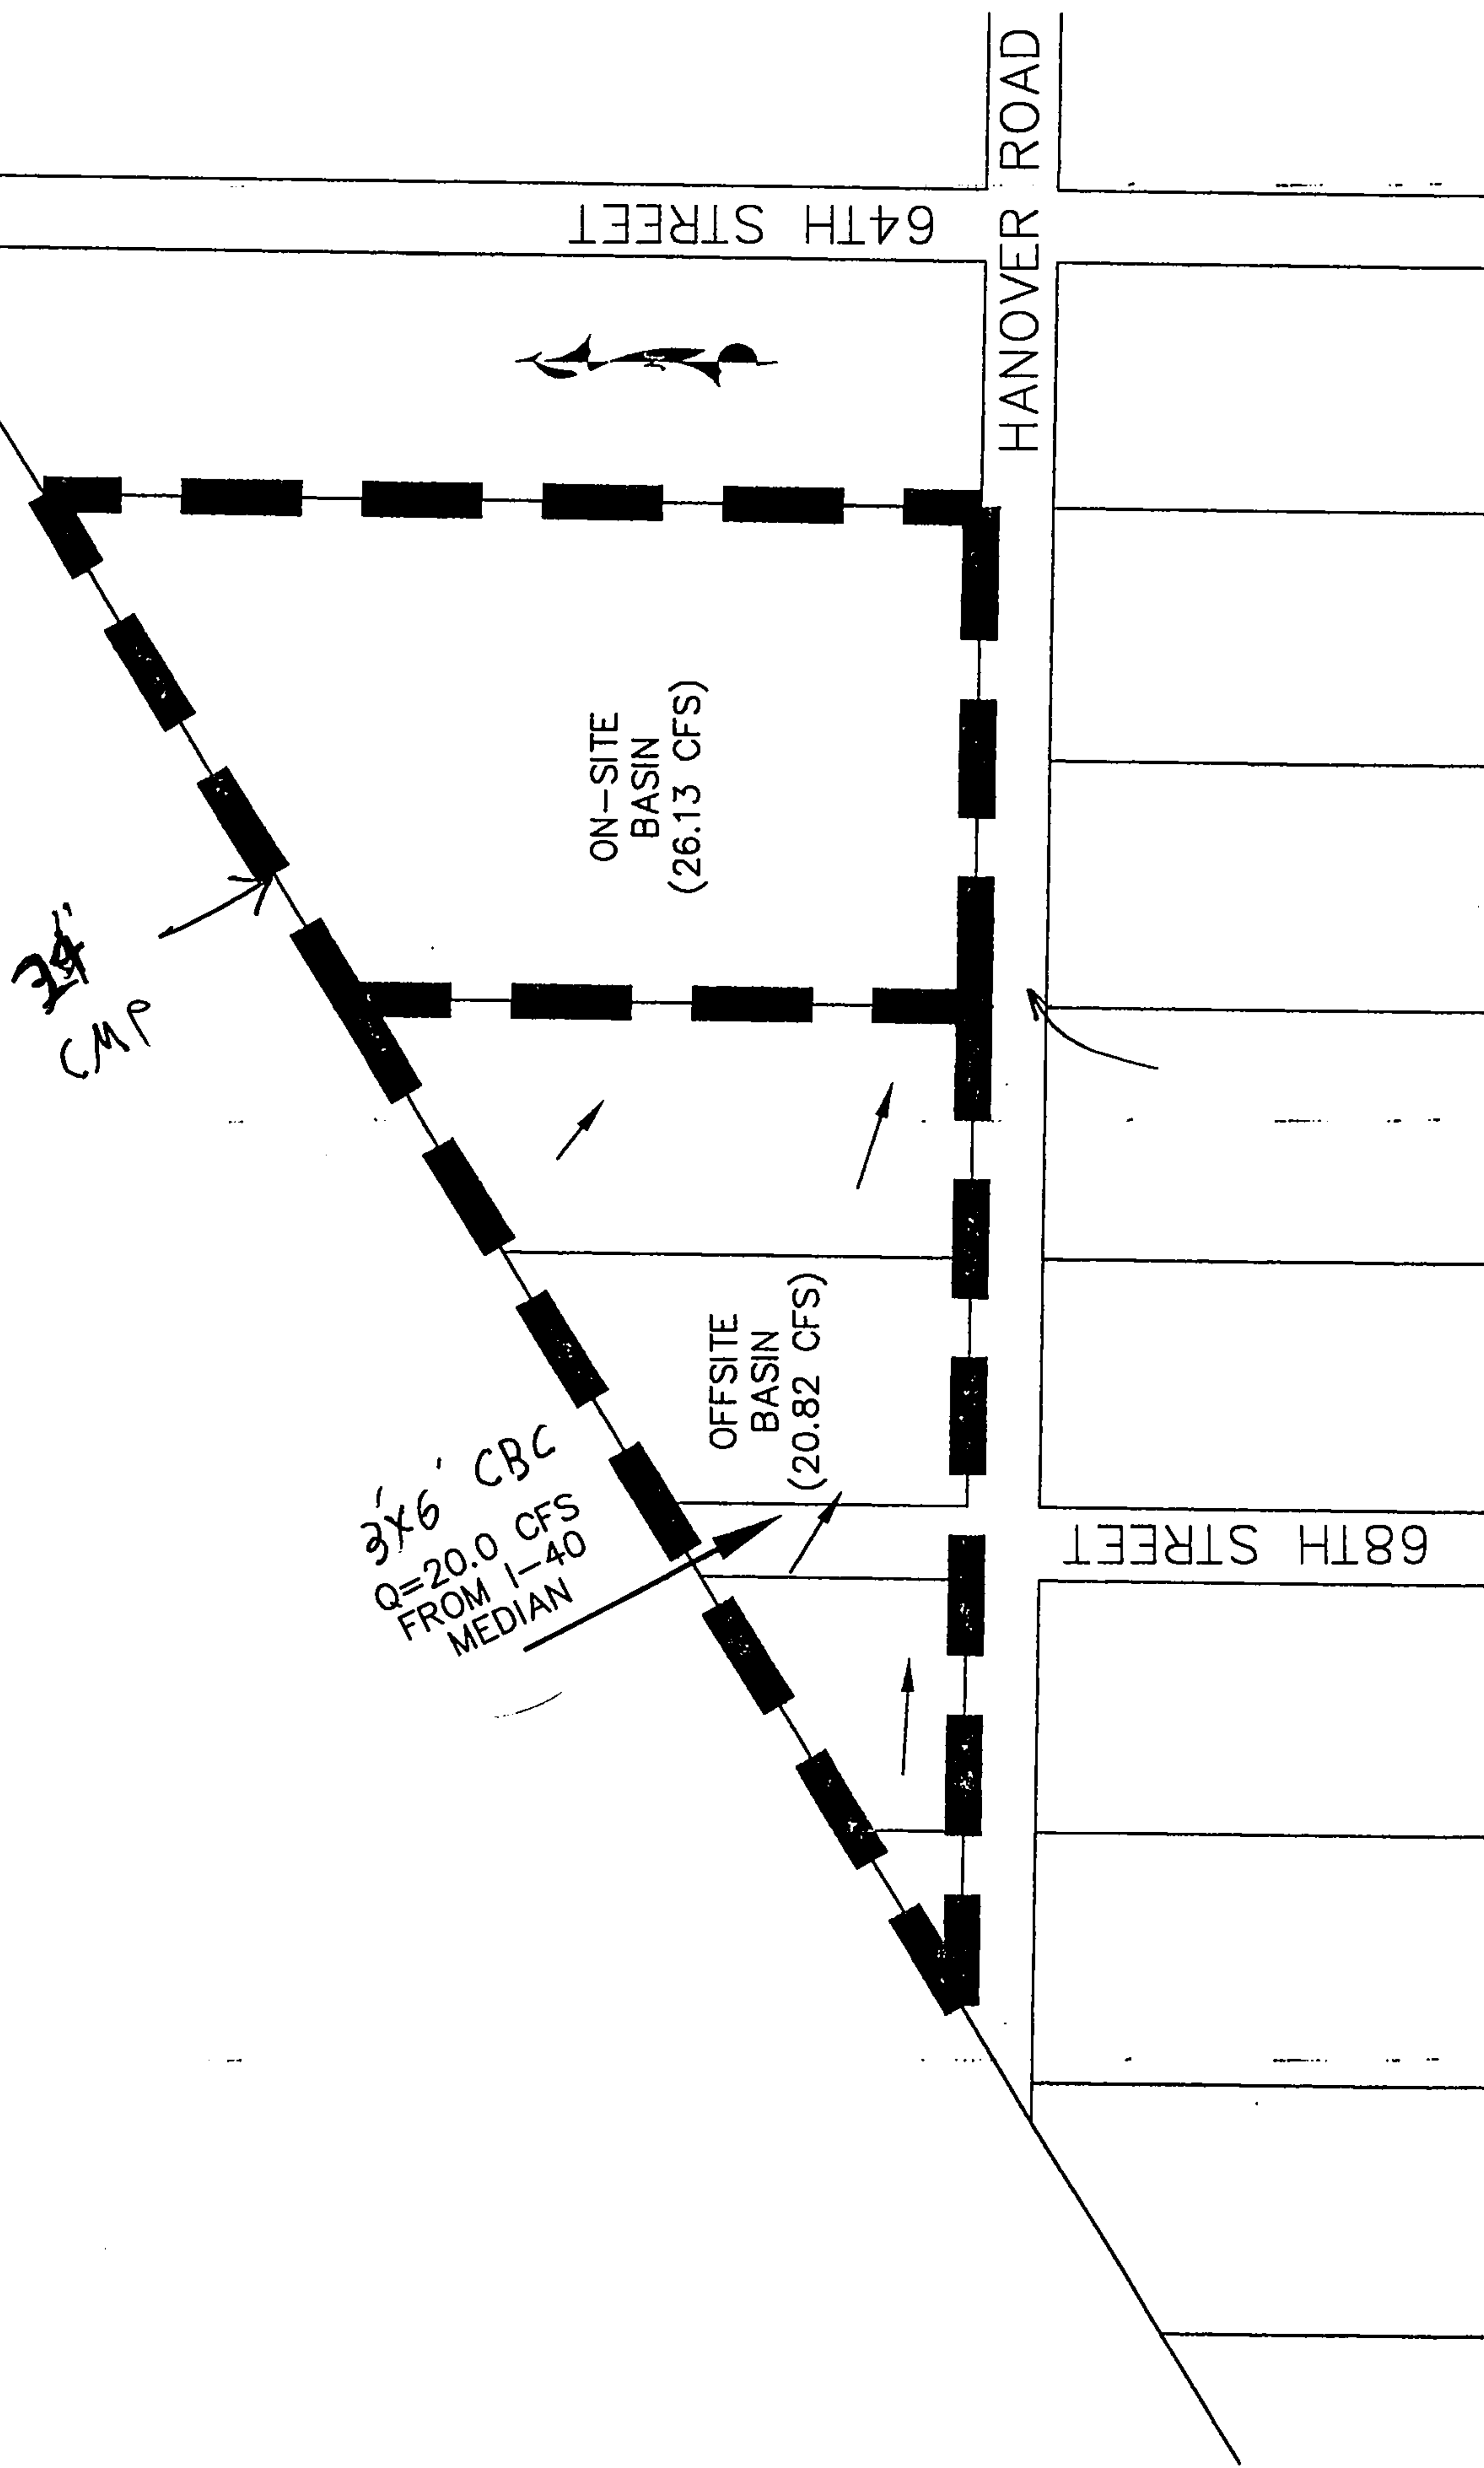 HANOVER ROAD
64TH STREET
ON-SITE
BASIN
(26.13 CFS)
CMP
OFFSITE
BASIN
(20.82 CFS)
3'X6' CBC
Q=20.0 CFS
FROM I-40
MEDIAN
68TH STREET